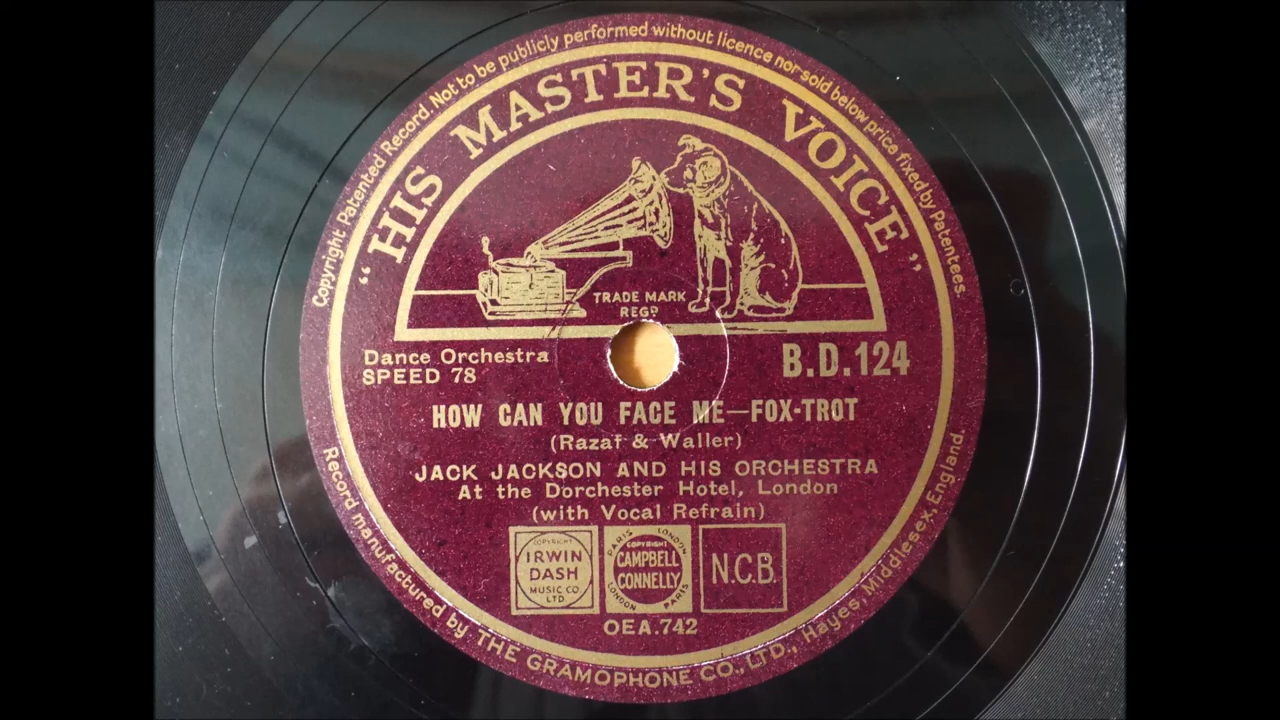 Copyright Patented Record. Not to be publicly performed without licence nor sold below price fixed by Patentees.
"HIS MASTER'S VOICE"
TRADE MARK
REGD
Dance Orchestra
SPEED 78
B.D.124
HOW CAN YOU FACE ME—FOX-TROT
(Razaf & Waller)
JACK JACKSON AND HIS ORCHESTRA
At the Dorchester Hotel, London
(with Vocal Refrain)
COPYRIGHT
IRWIN
DASH
MUSIC CO.
LTD
PARIS LONDON
COPYRIGHT
CAMPBELL
CONNELLY
LONDON PARIS
N.C.B.
OEA.742
Record manufactured by THE GRAMOPHONE CO., LTD., Hayes, Middlesex, England.